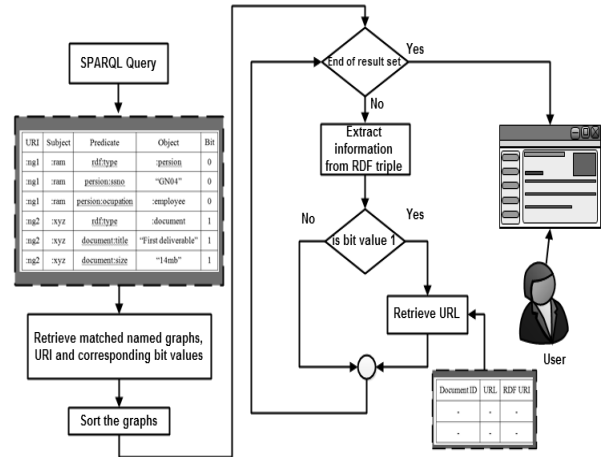 SPARQL Query
URI Subject Predicate Object Bit
:ng1 :ram rdf:type :persion 0
:ng1 :ram persion:ssno “GN04” 0
:ng1 :ram persion:ocupation :employee 0
:ng2 :xyz rdf:type :document 1
:ng2 :xyz document:title “First deliverable” 1
:ng2 :xyz document:size “14mb” 1
Retrieve matched named graphs,
URI and corresponding bit values
Sort the graphs
End of result set
Yes
No
Extract
information
from RDF triple
No
Yes
is bit value 1
Retrieve URL
Document ID URL RDF URI
- - -
- - -
User